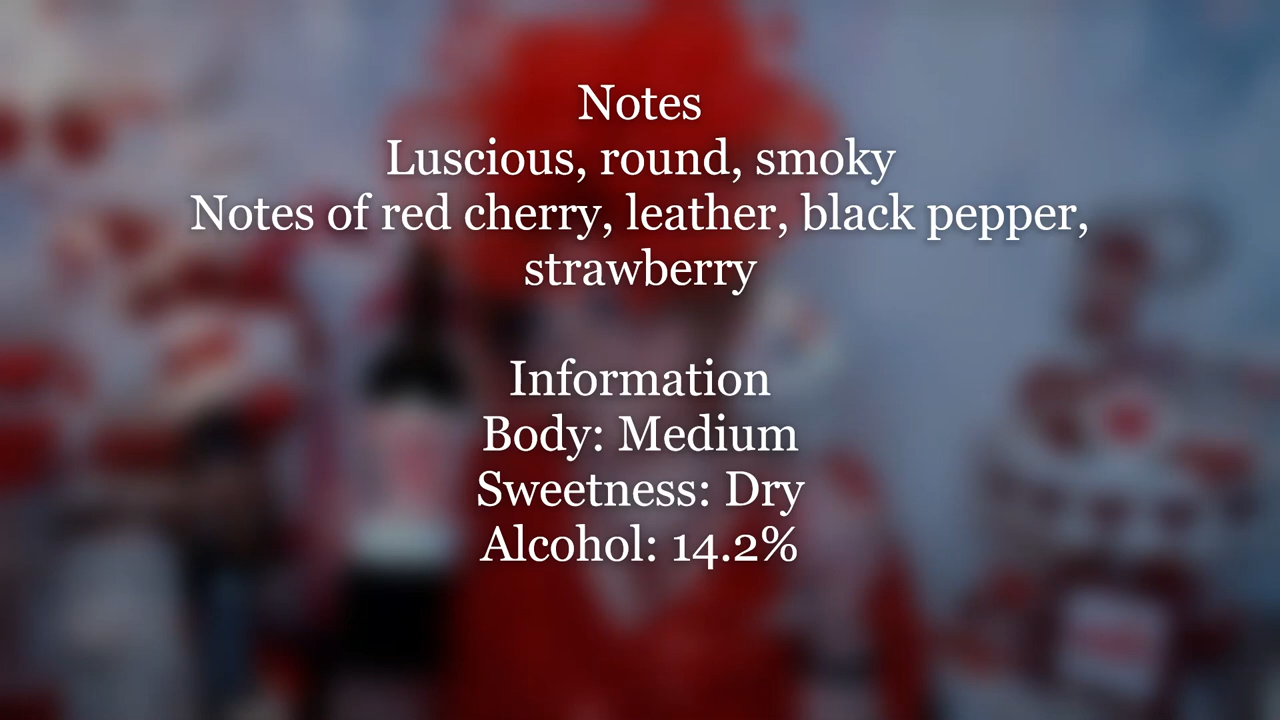 Notes
Luscious, round, smoky
Notes of red cherry, leather, black pepper,
strawberry
Information
Body: Medium
Sweetness: Dry
Alcohol: 14.2%